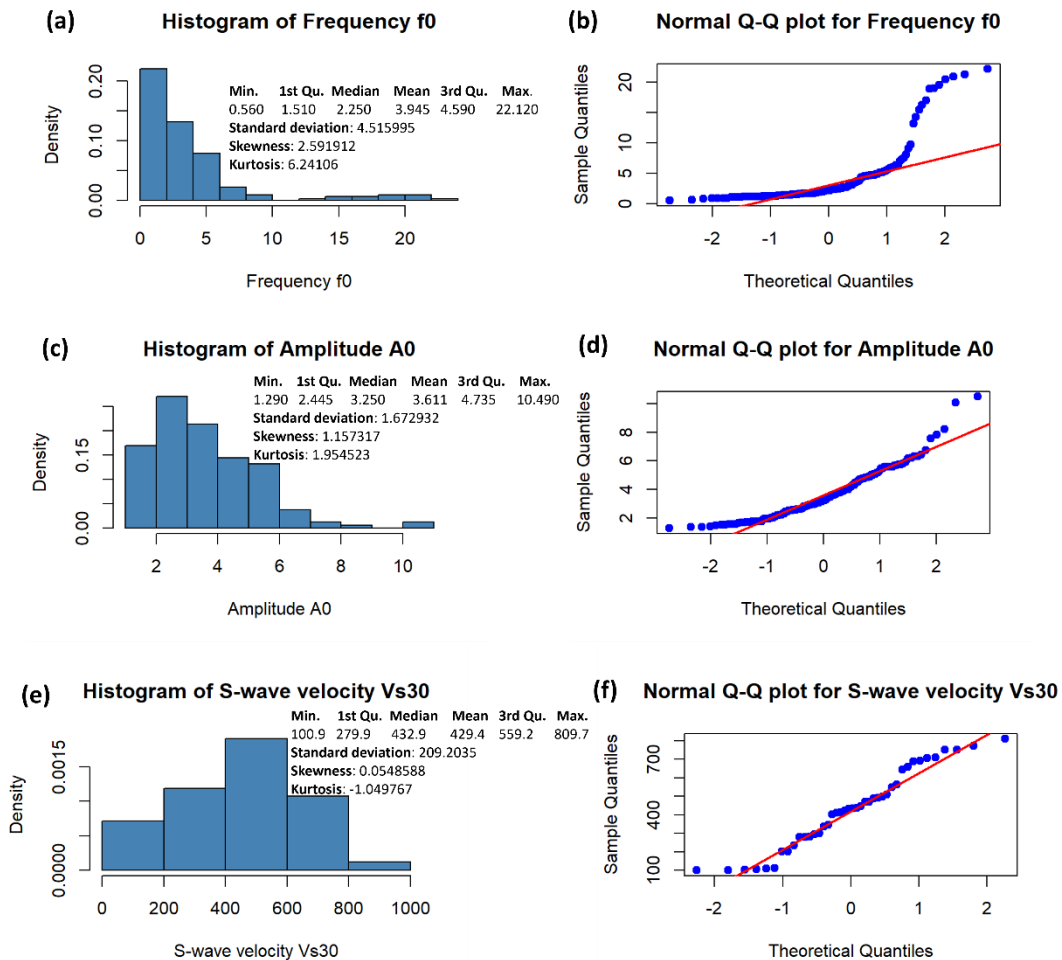 (a) Histogram of Frequency f0
Density
0.00 0.10 0.20
Min. 1st Qu. Median Mean 3rd Qu. Max.
0.560 1.510 2.250 3.945 4.590 22.120
Standard deviation: 4.515995
Skewness: 2.591912
Kurtosis: 6.24106
0 5 10 15 20
Frequency f0
(b) Normal Q-Q plot for Frequency f0
Sample Quantiles
0 5 10 20
-2 -1 0 1 2
Theoretical Quantiles
(c) Histogram of Amplitude A0
Density
0.00 0.15
Min. 1st Qu. Median Mean 3rd Qu. Max.
1.290 2.445 3.250 3.611 4.735 10.490
Standard deviation: 1.672932
Skewness: 1.157317
Kurtosis: 1.954523
2 4 6 8 10
Amplitude A0
(d) Normal Q-Q plot for Amplitude A0
Sample Quantiles
2 4 6 8
-2 -1 0 1 2
Theoretical Quantiles
(e) Histogram of S-wave velocity Vs30
Density
0.0000 0.0015
Min. 1st Qu. Median Mean 3rd Qu. Max.
100.9 279.9 432.9 429.4 559.2 809.7
Standard deviation: 209.2035
Skewness: 0.0548588
Kurtosis: -1.049767
0 200 400 600 800 1000
S-wave velocity Vs30
(f) Normal Q-Q plot for S-wave velocity Vs30
Sample Quantiles
100 400 700
-2 -1 0 1 2
Theoretical Quantiles